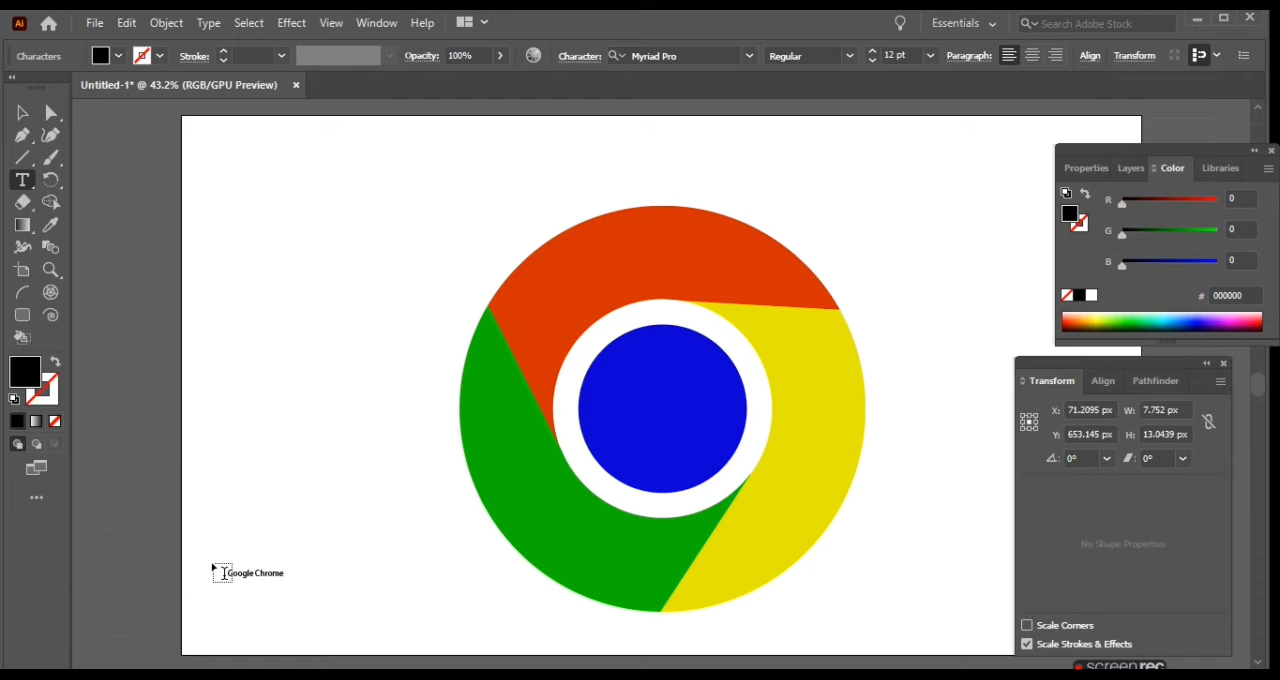 Ai File Edit Object Type Select Effect View Window Help Essentials Search Adobe Stock
Characters Stroke: Opacity: 100% Character: Myriad Pro Regular 12 pt Paragraph: Align Transform
Untitled-1* @ 43.2% (RGB/GPU Preview) ×
Properties Layers Color Libraries
R 0
G 0
B 0
# 000000
Transform Align Pathfinder
X: 71.2095 px W: 7.752 px
Y: 653.145 px H: 13.0439 px
0° 0°
No Shape Properties
Google Chrome
Scale Corners
Scale Strokes & Effects
screenrec